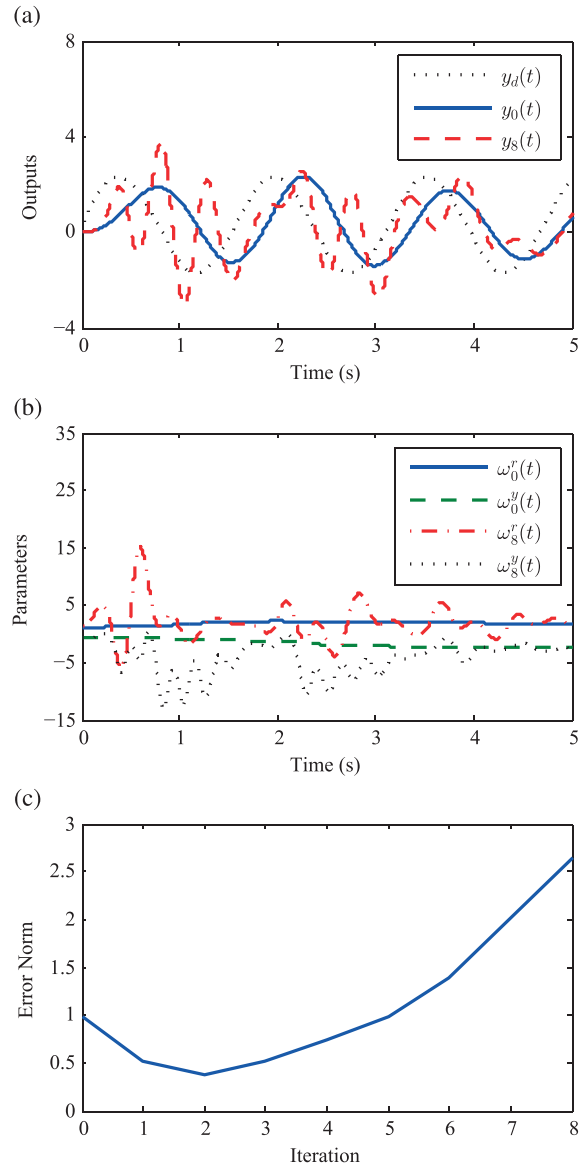 (a)
8
4
0
−4
Outputs
y_d(t)
y_0(t)
y_8(t)
0 1 2 3 4 5
Time (s)
(b)
35
25
15
5
−5
−15
Parameters
ω_0^r(t)
ω_0^y(t)
ω_8^r(t)
ω_8^y(t)
0 1 2 3 4 5
Time (s)
(c)
3
2.5
2
1.5
1
0.5
0
Error Norm
0 1 2 3 4 5 6 7 8
Iteration